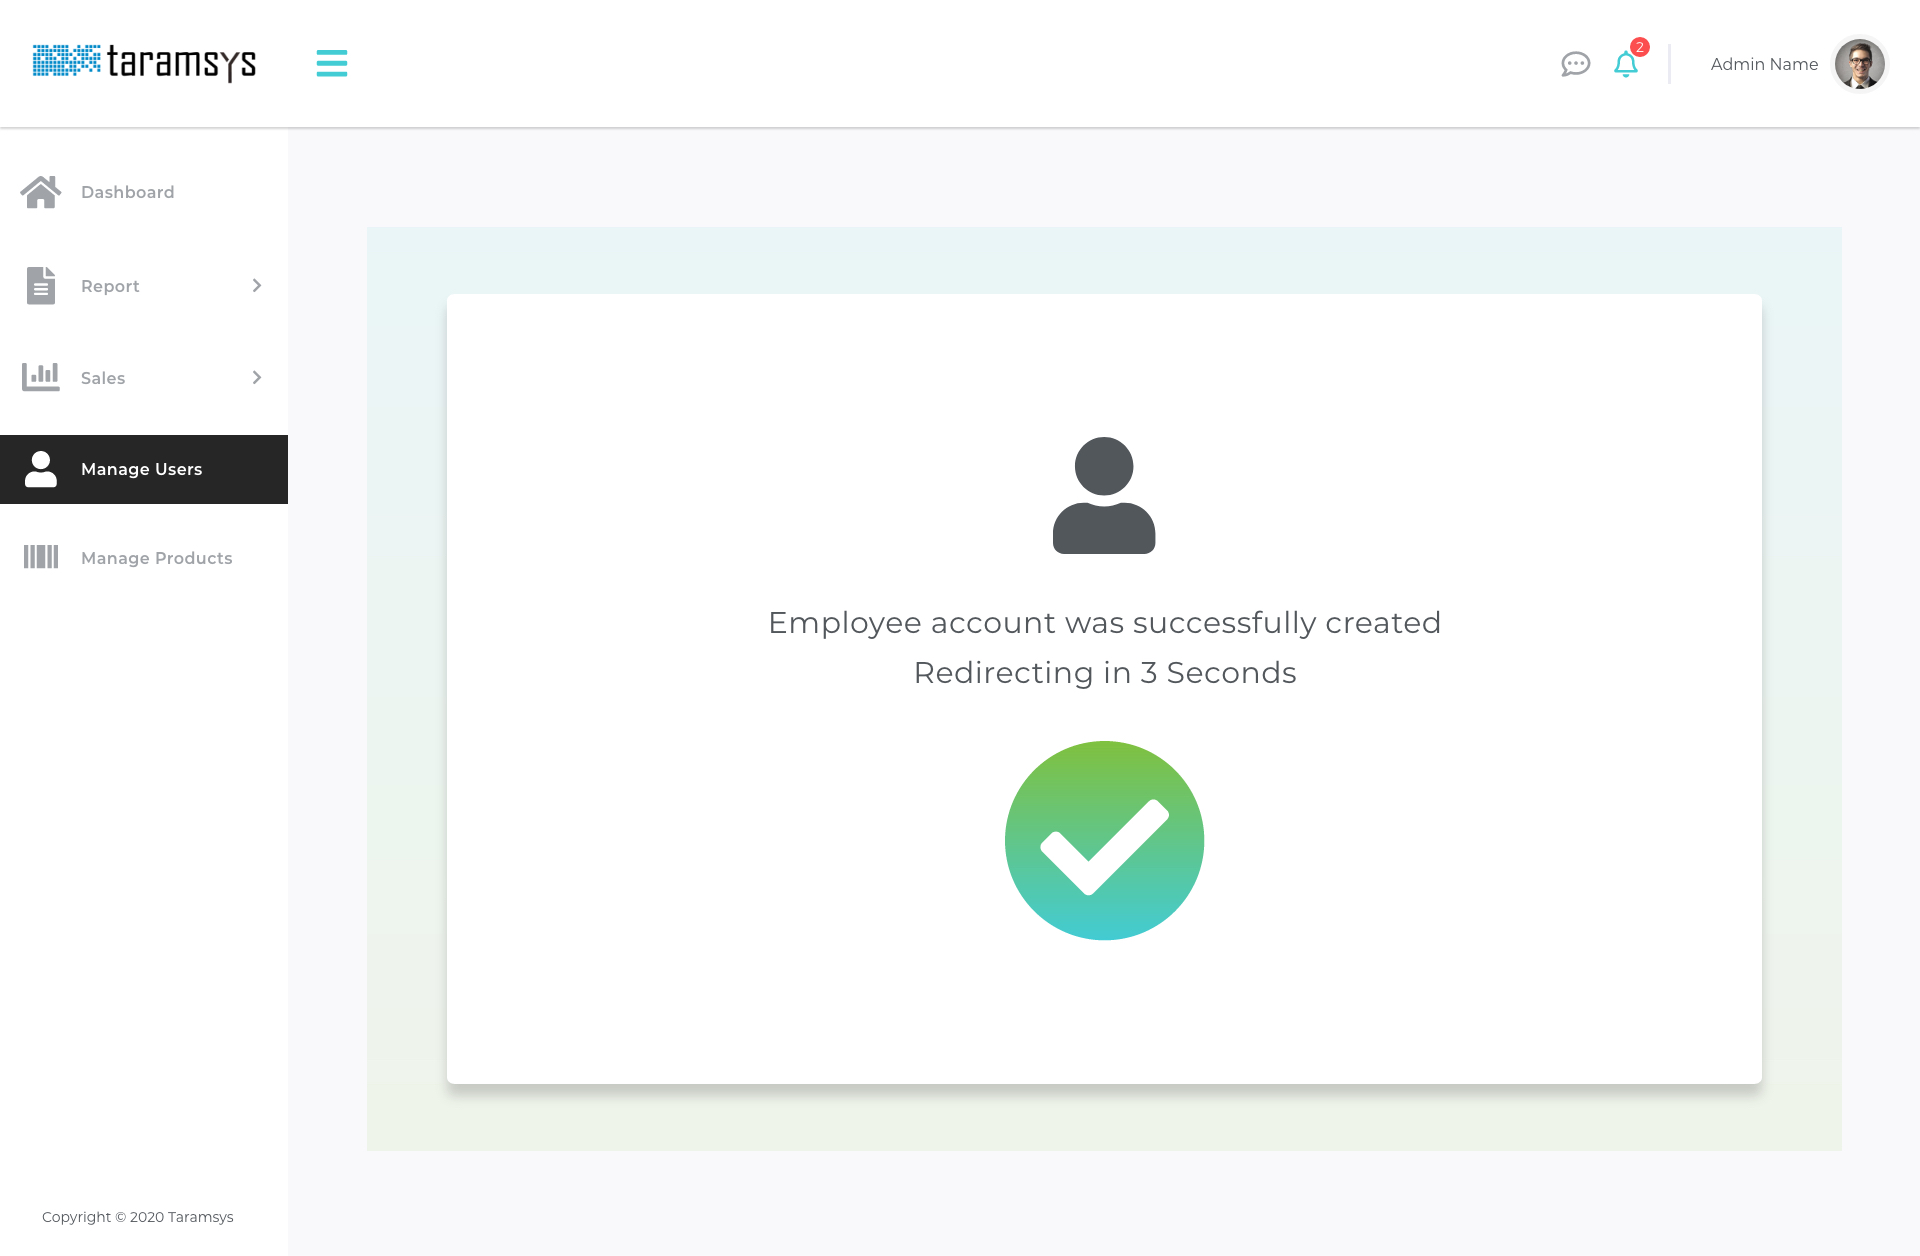 taramsys
2
Admin Name
Dashboard
Report
Sales
Manage Users
Manage Products
Employee account was successfully created
Redirecting in 3 Seconds
Copyright © 2020 Taramsys